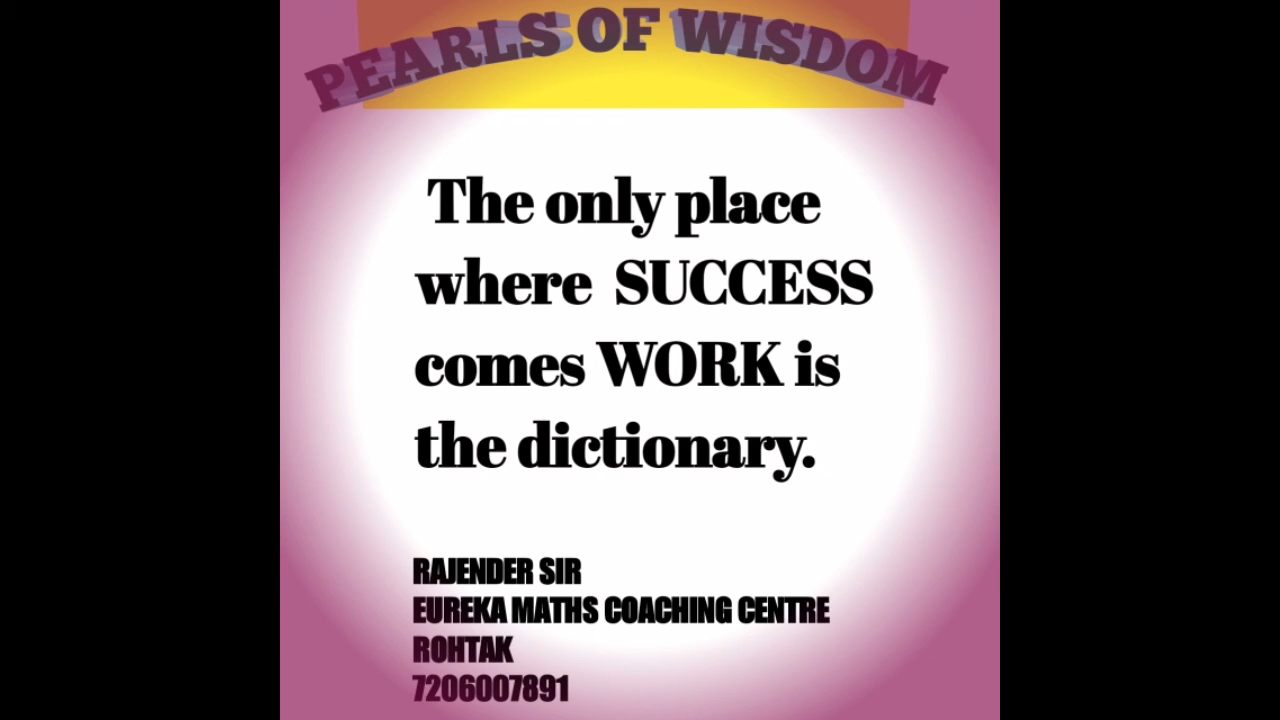 PEARLS OF WISDOM
The only place
where SUCCESS
comes WORK is
the dictionary.
RAJENDER SIR
EUREKA MATHS COACHING CENTRE
ROHTAK
7206007891